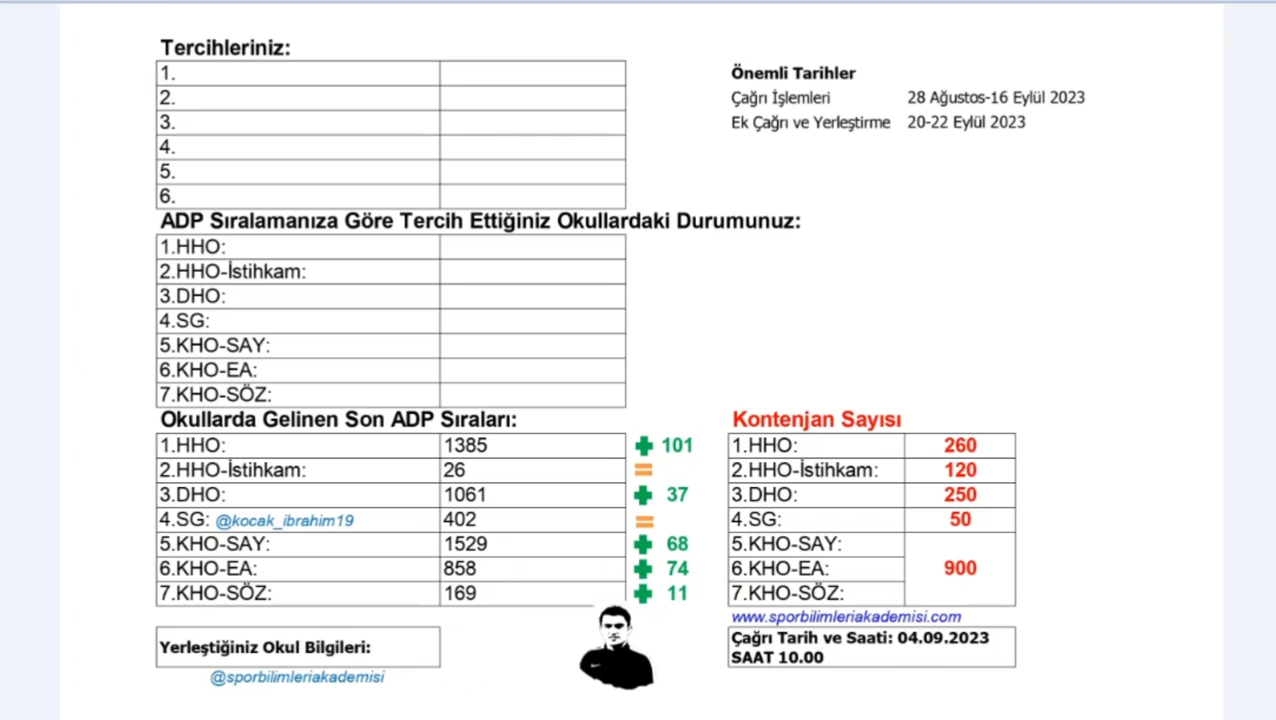 Tercihleriniz:
1.
2.
3.
4.
5.
6.
Önemli Tarihler
Çağrı İşlemleri 28 Ağustos-16 Eylül 2023
Ek Çağrı ve Yerleştirme 20-22 Eylül 2023
ADP Sıralamanıza Göre Tercih Ettiğiniz Okullardaki Durumunuz:
1.HHO:
2.HHO-İstihkam:
3.DHO:
4.SG:
5.KHO-SAY:
6.KHO-EA:
7.KHO-SÖZ:
Okullarda Gelinen Son ADP Sıraları:
1.HHO: 1385 + 101
2.HHO-İstihkam: 26 =
3.DHO: 1061 + 37
4.SG: @kocak_ibrahim19 402 =
5.KHO-SAY: 1529 + 68
6.KHO-EA: 858 + 74
7.KHO-SÖZ: 169 + 11
Kontenjan Sayısı
1.HHO: 260
2.HHO-İstihkam: 120
3.DHO: 250
4.SG: 50
5.KHO-SAY:
6.KHO-EA: 900
7.KHO-SÖZ:
www.sporbilimleriakademisi.com
Yerleştiğiniz Okul Bilgileri:
@sporbilimleriakademisi
Çağrı Tarih ve Saati: 04.09.2023
SAAT 10.00